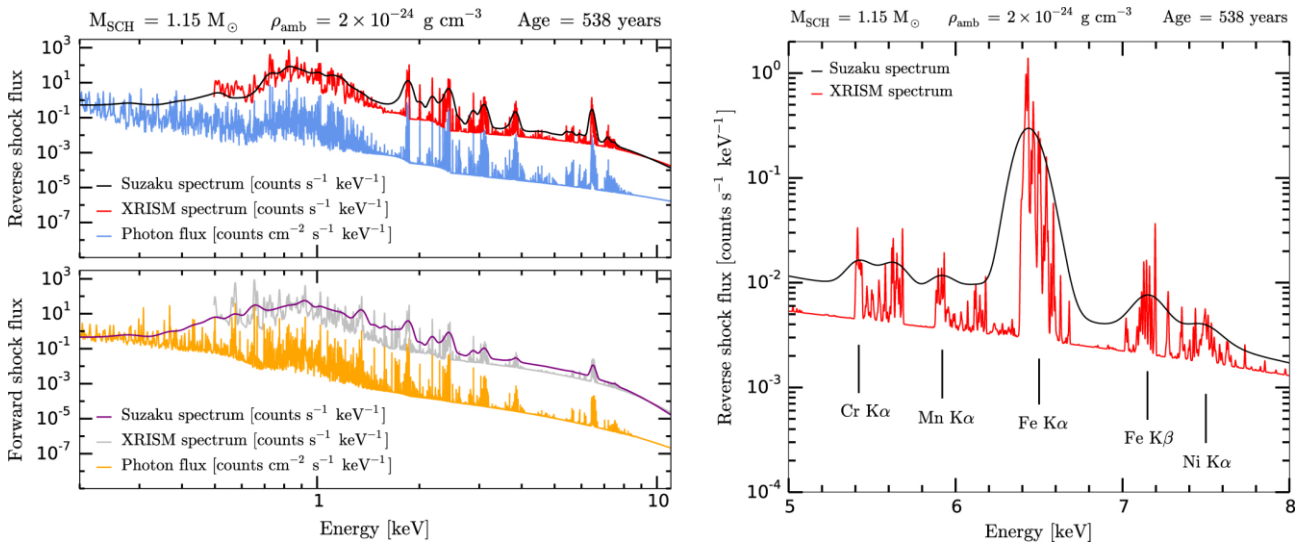 M_SCH = 1.15 M_⊙   ρ_amb = 2 × 10^−24 g cm^−3   Age = 538 years
Reverse shock flux
10^3
10^1
10^−1
10^−3
10^−5
10^−7
Suzaku spectrum [counts s^−1 keV^−1]
XRISM spectrum [counts s^−1 keV^−1]
Photon flux [counts cm^−2 s^−1 keV^−1]
Forward shock flux
10^3
10^1
10^−1
10^−3
10^−5
10^−7
Suzaku spectrum [counts s^−1 keV^−1]
XRISM spectrum [counts s^−1 keV^−1]
Photon flux [counts cm^−2 s^−1 keV^−1]
1 10
Energy [keV]
M_SCH = 1.15 M_⊙   ρ_amb = 2 × 10^−24 g cm^−3   Age = 538 years
Reverse shock flux [counts s^−1 keV^−1]
10^0
10^−1
10^−2
10^−3
10^−4
Suzaku spectrum
XRISM spectrum
Cr Kα
Mn Kα
Fe Kα
Fe Kβ
Ni Kα
5 6 7 8
Energy [keV]